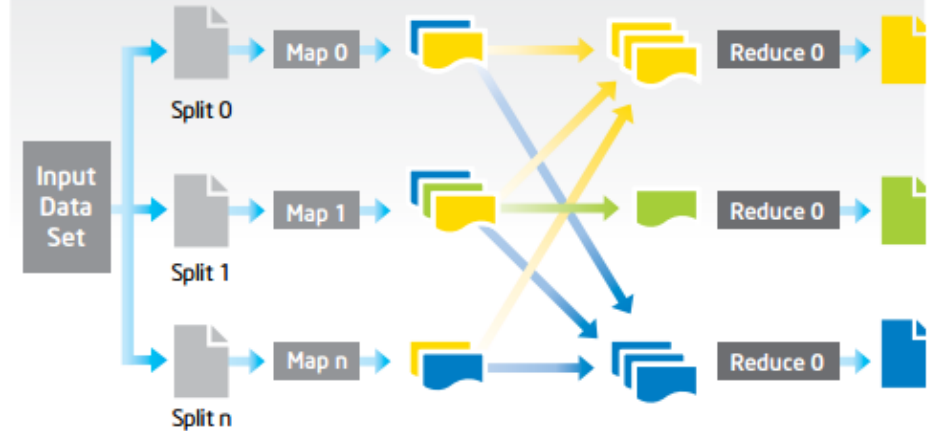 Map 0
Reduce 0
Split 0
Input
Data
Set
Map 1
Reduce 0
Split 1
Map n
Reduce 0
Split n